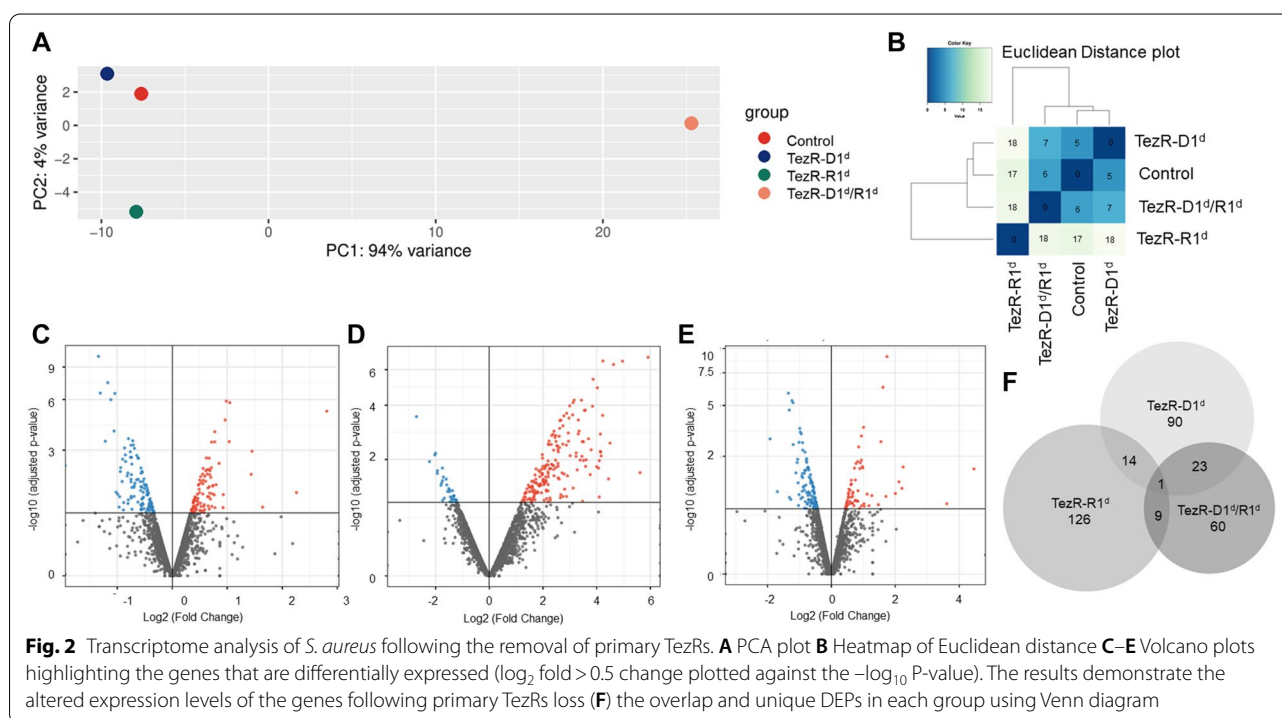 A
PC2: 4% variance
2
0
−2
−4
−10
0
10
20
PC1: 94% variance
group
Control
TezR-D1d
TezR-R1d
TezR-D1d/R1d
B
Color Key
0 5 10 15
Value
Euclidean Distance plot
18 7 5 0 TezR-D1d
17 6 0 5 Control
18 0 6 7 TezR-D1d/R1d
0 18 17 18 TezR-R1d
TezR-R1d
TezR-D1d/R1d
Control
TezR-D1d
C
-log10 (adjusted p-value)
9
6
3
0
-1 0 1 2 3
Log2 (Fold Change)
D
-log10 (adjusted p-value)
6
4
2
0
-2 0 2 4 6
Log2 (Fold Change)
E
-log10 (adjusted p-value)
10
7.5
5
2
0
-2 0 2 4
Log2 (Fold Change)
F
TezR-D1d
90
14
23
1
TezR-R1d
126
9
TezR-D1d/R1d
60
Fig. 2 Transcriptome analysis of S. aureus following the removal of primary TezRs. A PCA plot B Heatmap of Euclidean distance C–E Volcano plots
highlighting the genes that are differentially expressed (log2 fold > 0.5 change plotted against the −log10 P-value). The results demonstrate the
altered expression levels of the genes following primary TezRs loss (F) the overlap and unique DEPs in each group using Venn diagram